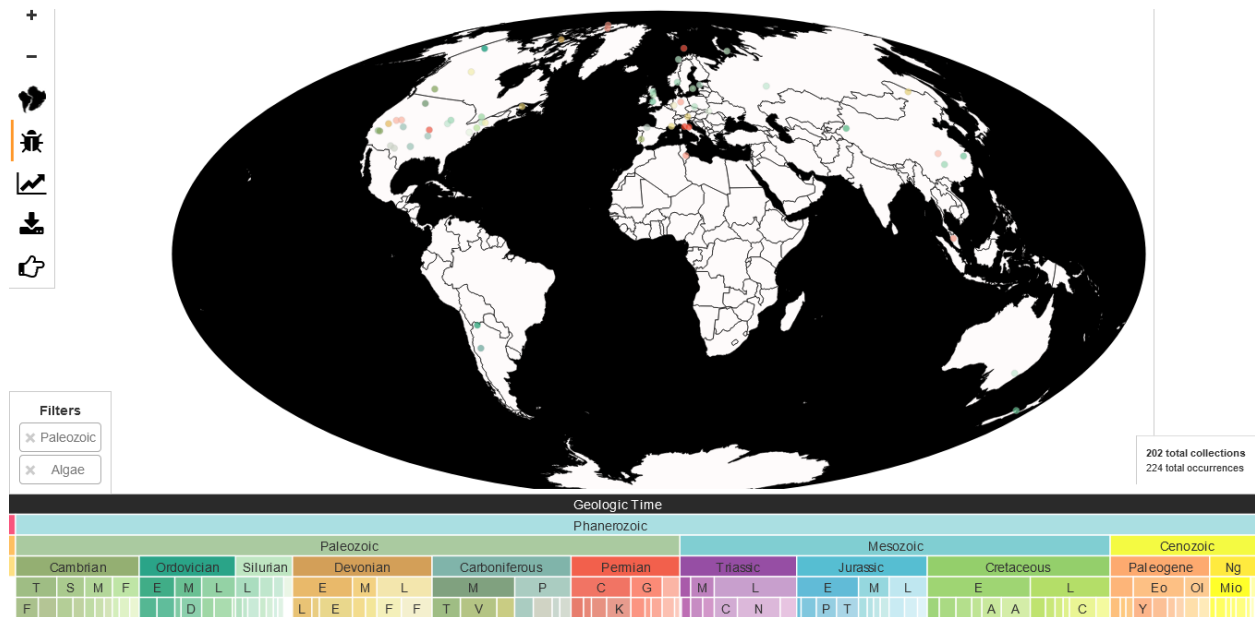 +
−
Filters
× Paleozoic
× Algae
202 total collections
224 total occurrences
Geologic Time
Phanerozoic
Paleozoic Mesozoic Cenozoic
Cambrian Ordovician Silurian Devonian Carboniferous Permian Triassic Jurassic Cretaceous Paleogene Ng
T S M F E M L L E M L M P C G M L E M L E L Eo Ol Mio
F D L E F F T V K C N P T A A C Y